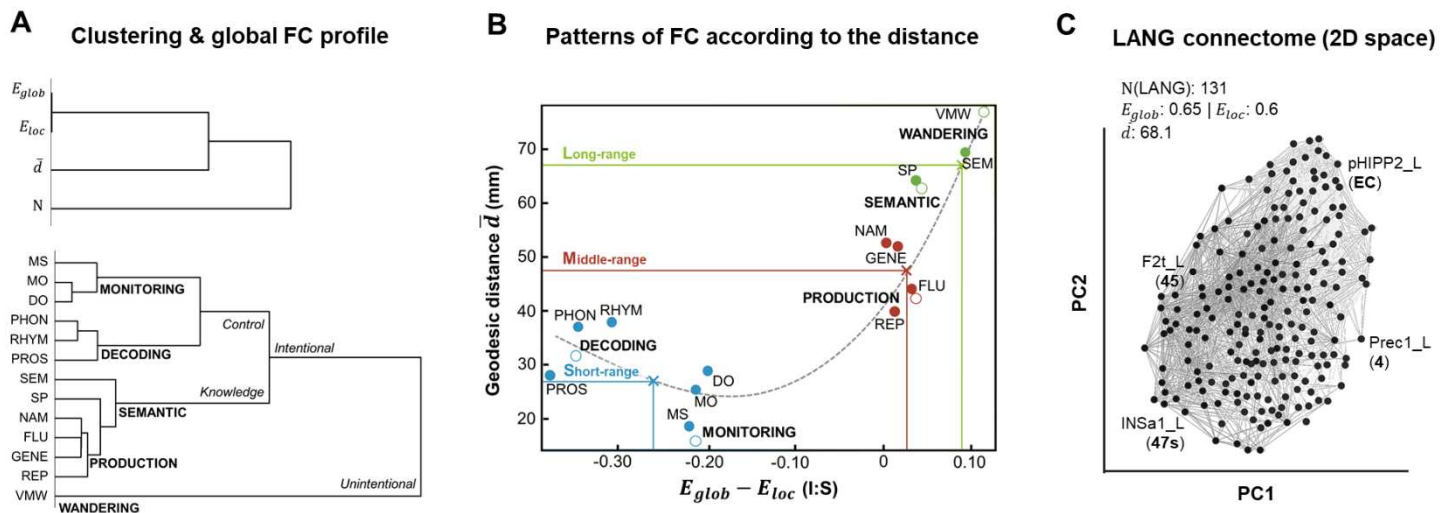 A
Clustering & global FC profile
E_glob
E_loc
d̄
N
MS
MO
DO
PHON
RHYM
PROS
SEM
SP
NAM
FLU
GENE
REP
VMW
MONITORING
DECODING
SEMANTIC
PRODUCTION
WANDERING
Control
Knowledge
Intentional
Unintentional
B
Patterns of FC according to the distance
Geodesic distance d̄ (mm)
70
60
50
40
30
20
-0.30
-0.20
-0.10
0
0.10
E_glob − E_loc (I:S)
VMW
WANDERING
Long-range
SEM
SP
SEMANTIC
NAM
GENE
Middle-range
FLU
PRODUCTION
REP
PHON
RHYM
DECODING
Short-range
PROS
DO
MO
MS
MONITORING
C
LANG connectome (2D space)
N(LANG): 131
E_glob: 0.65 | E_loc: 0.6
d: 68.1
pHIPP2_L
(EC)
F2t_L
(45)
Prec1_L
(4)
INSa1_L
(47s)
PC2
PC1